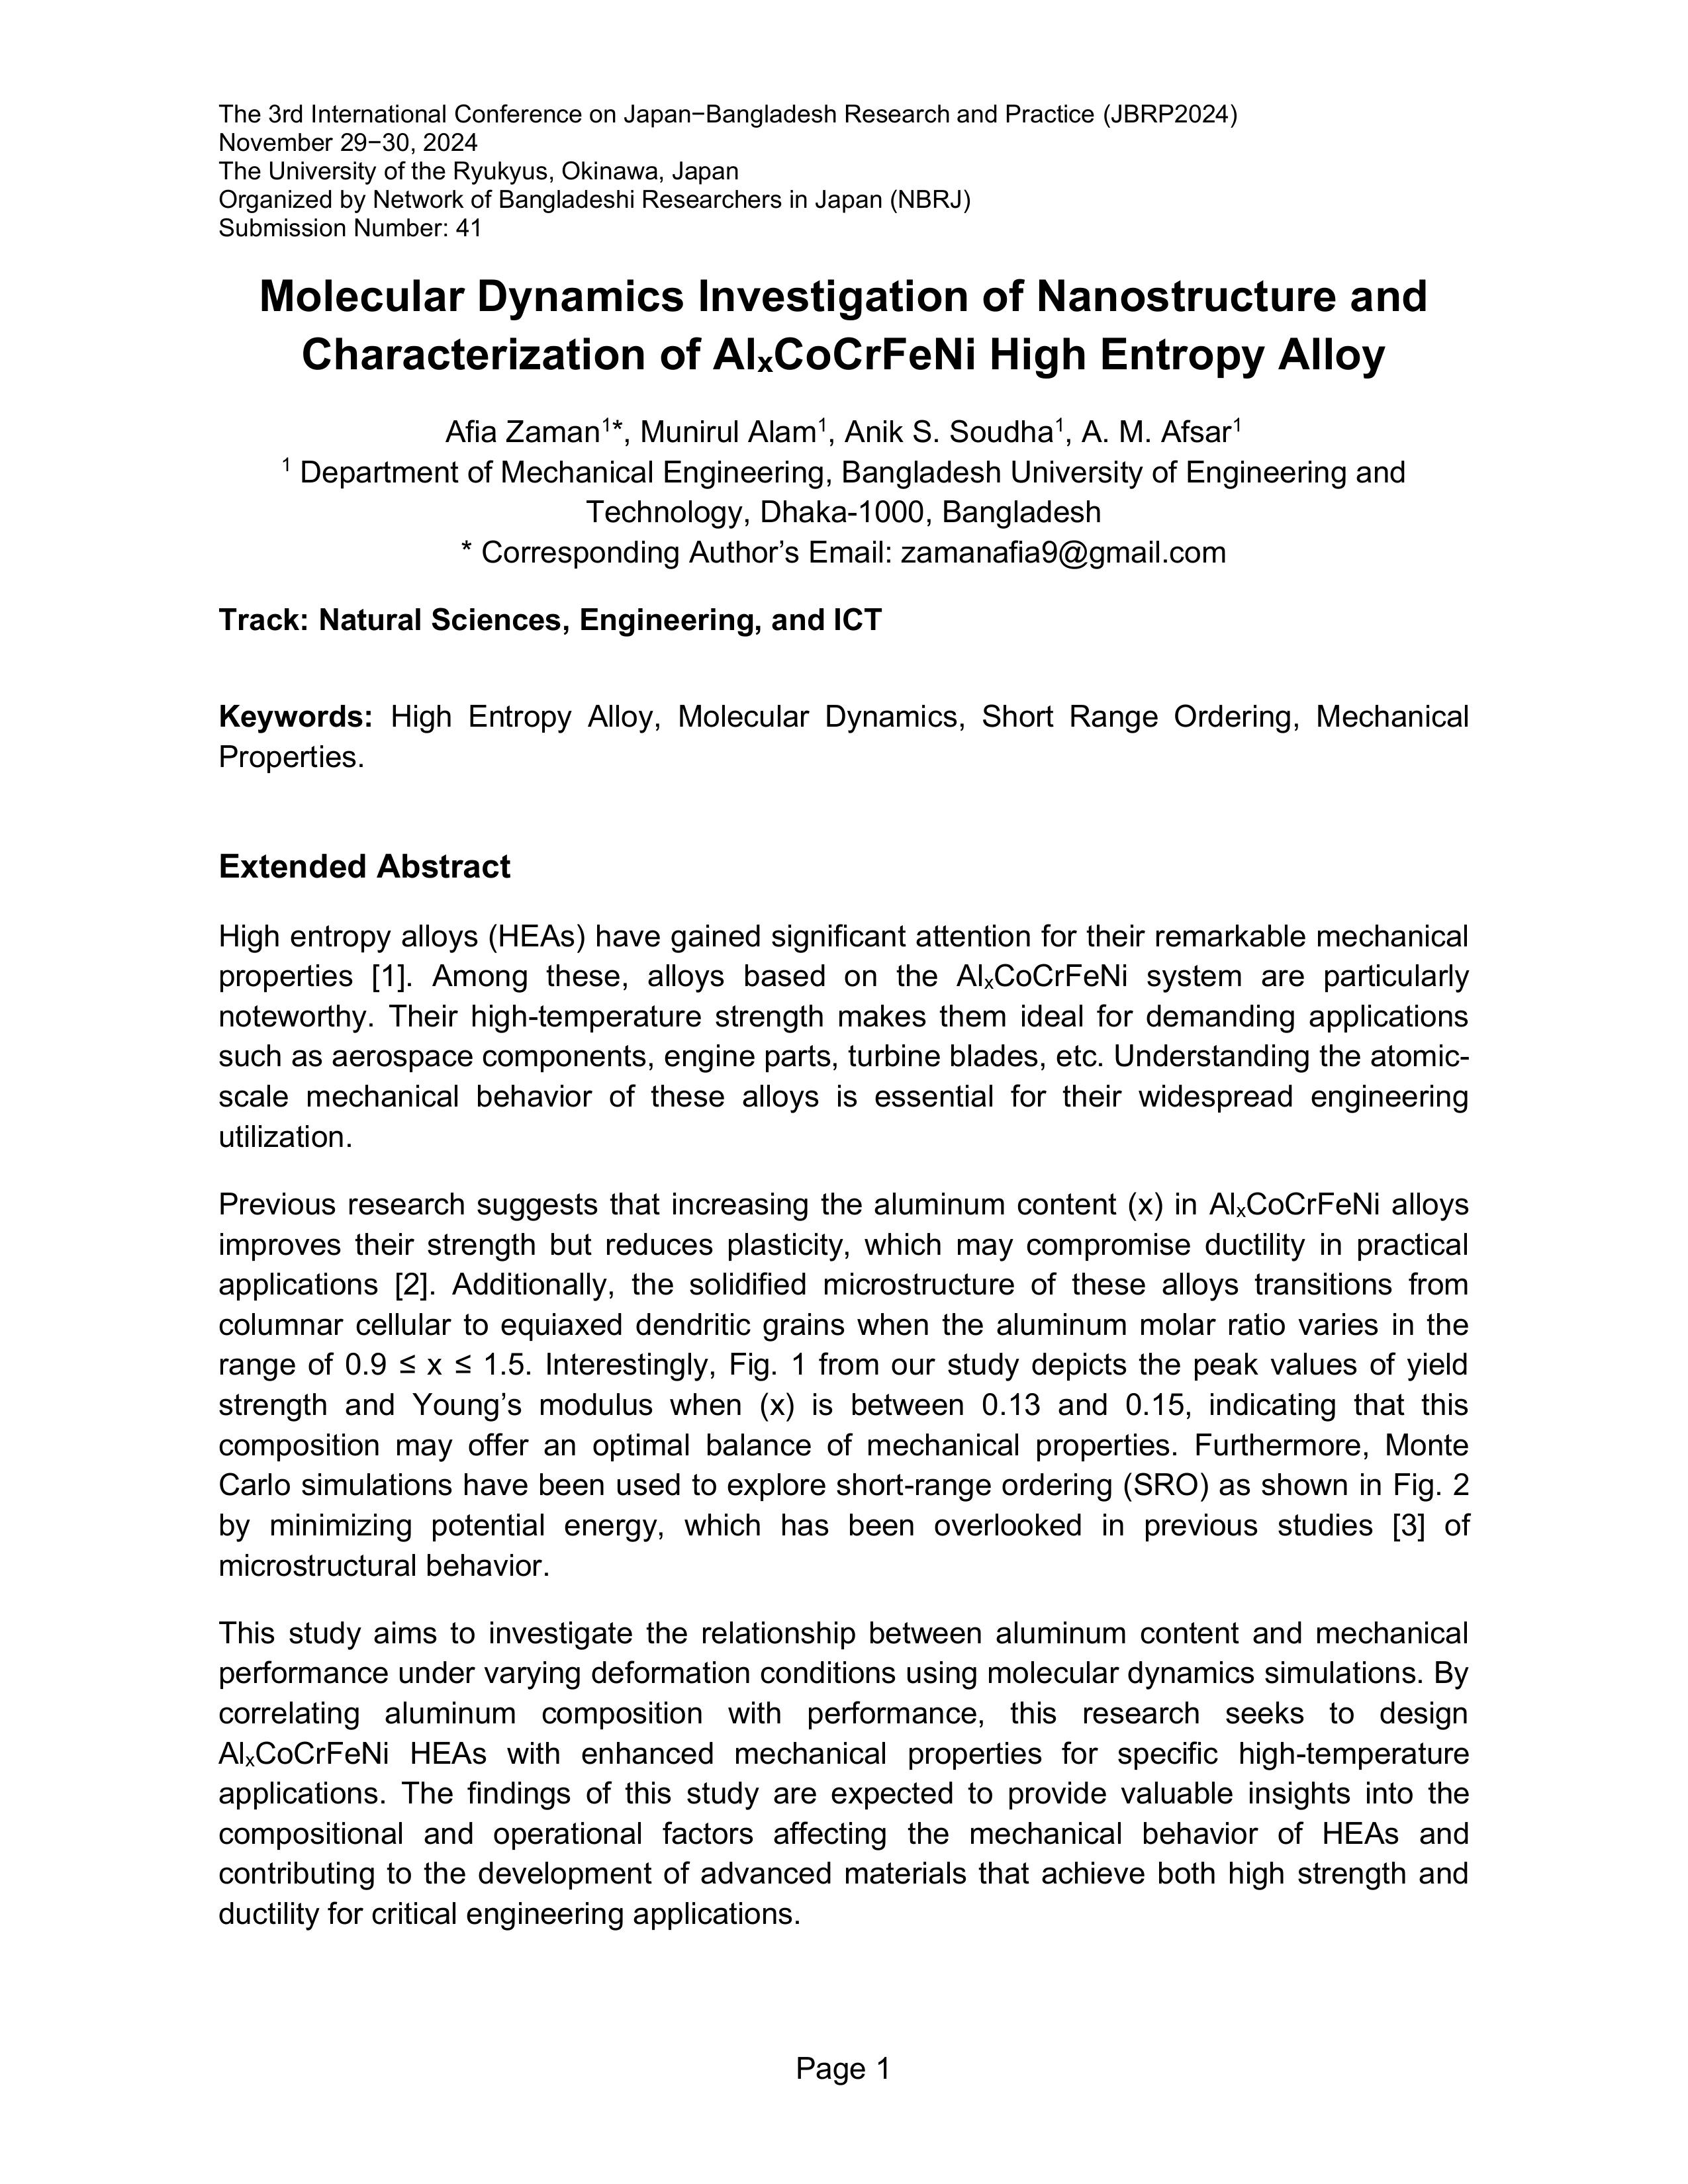 The 3rd International Conference on Japan−Bangladesh Research and Practice (JBRP2024)
November 29−30, 2024
The University of the Ryukyus, Okinawa, Japan
Organized by Network of Bangladeshi Researchers in Japan (NBRJ)
Submission Number: 41
Molecular Dynamics Investigation of Nanostructure and
Characterization of AlₓCoCrFeNi High Entropy Alloy
Afia Zaman¹*, Munirul Alam¹, Anik S. Soudha¹, A. M. Afsar¹
¹ Department of Mechanical Engineering, Bangladesh University of Engineering and
Technology, Dhaka-1000, Bangladesh
* Corresponding Author’s Email: zamanafia9@gmail.com
Track: Natural Sciences, Engineering, and ICT
Keywords: High Entropy Alloy, Molecular Dynamics, Short Range Ordering, Mechanical
Properties.
Extended Abstract
High entropy alloys (HEAs) have gained significant attention for their remarkable mechanical
properties [1]. Among these, alloys based on the AlₓCoCrFeNi system are particularly
noteworthy. Their high-temperature strength makes them ideal for demanding applications
such as aerospace components, engine parts, turbine blades, etc. Understanding the atomic-
scale mechanical behavior of these alloys is essential for their widespread engineering
utilization.
Previous research suggests that increasing the aluminum content (x) in AlₓCoCrFeNi alloys
improves their strength but reduces plasticity, which may compromise ductility in practical
applications [2]. Additionally, the solidified microstructure of these alloys transitions from
columnar cellular to equiaxed dendritic grains when the aluminum molar ratio varies in the
range of 0.9 ≤ x ≤ 1.5. Interestingly, Fig. 1 from our study depicts the peak values of yield
strength and Young’s modulus when (x) is between 0.13 and 0.15, indicating that this
composition may offer an optimal balance of mechanical properties. Furthermore, Monte
Carlo simulations have been used to explore short-range ordering (SRO) as shown in Fig. 2
by minimizing potential energy, which has been overlooked in previous studies [3] of
microstructural behavior.
This study aims to investigate the relationship between aluminum content and mechanical
performance under varying deformation conditions using molecular dynamics simulations. By
correlating aluminum composition with performance, this research seeks to design
AlₓCoCrFeNi HEAs with enhanced mechanical properties for specific high-temperature
applications. The findings of this study are expected to provide valuable insights into the
compositional and operational factors affecting the mechanical behavior of HEAs and
contributing to the development of advanced materials that achieve both high strength and
ductility for critical engineering applications.
Page 1